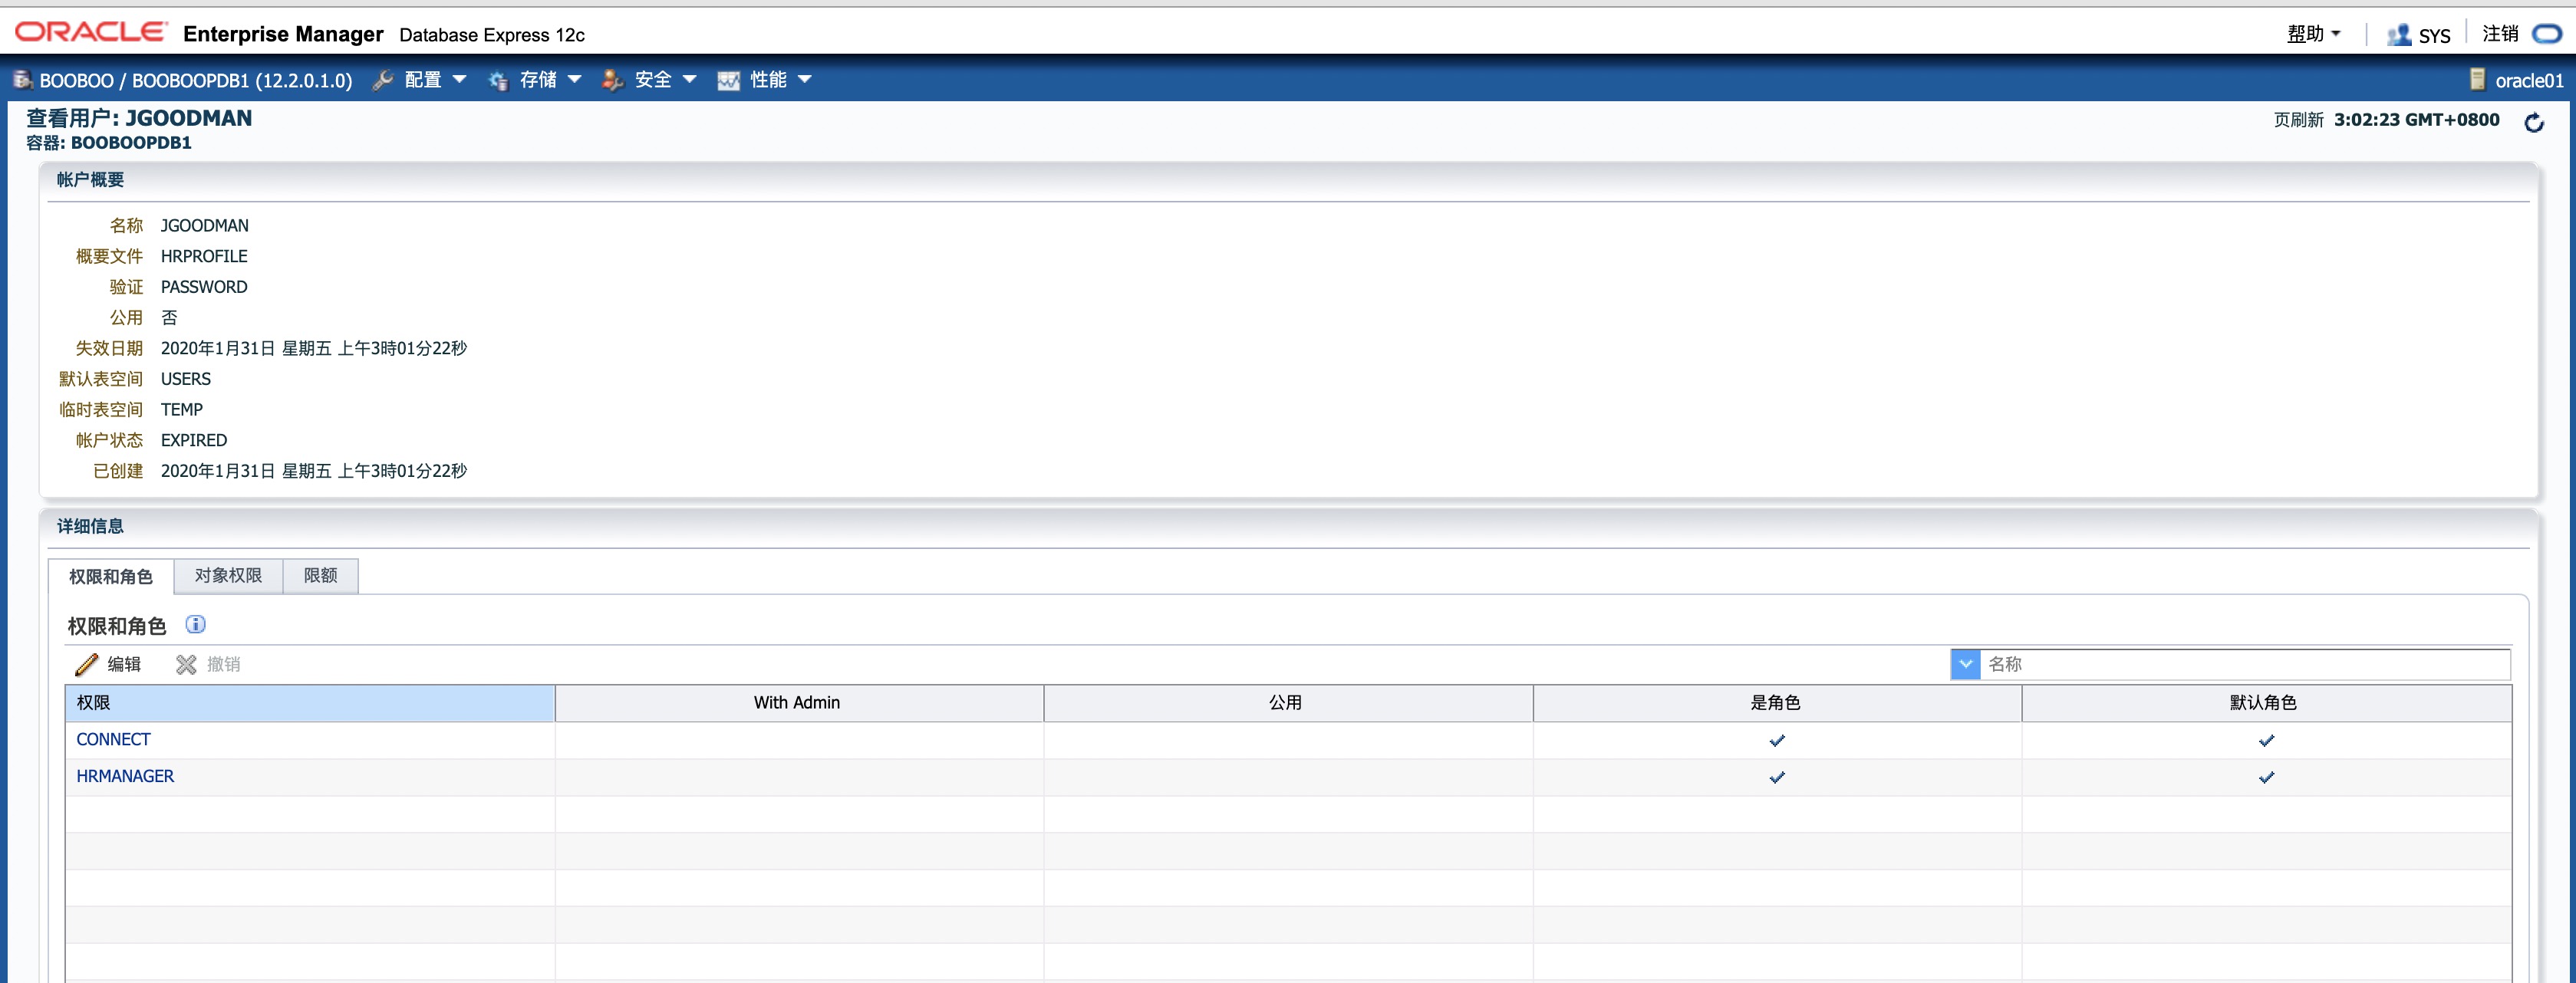 ORACLE Enterprise Manager Database Express 12c 帮助 SYS 注销
BOOBOO / BOOBOOPDB1 (12.2.0.1.0) 配置 存储 安全 性能 oracle01
查看用户: JGOODMAN 页刷新 3:02:23 GMT+0800
容器: BOOBOOPDB1
帐户概要
名称 JGOODMAN
概要文件 HRPROFILE
验证 PASSWORD
公用 否
失效日期 2020年1月31日 星期五 上午3時01分22秒
默认表空间 USERS
临时表空间 TEMP
帐户状态 EXPIRED
已创建 2020年1月31日 星期五 上午3時01分22秒
详细信息
权限和角色 对象权限 限额
权限和角色
编辑 撤销 名称
权限 With Admin 公用 是角色 默认角色
CONNECT
HRMANAGER